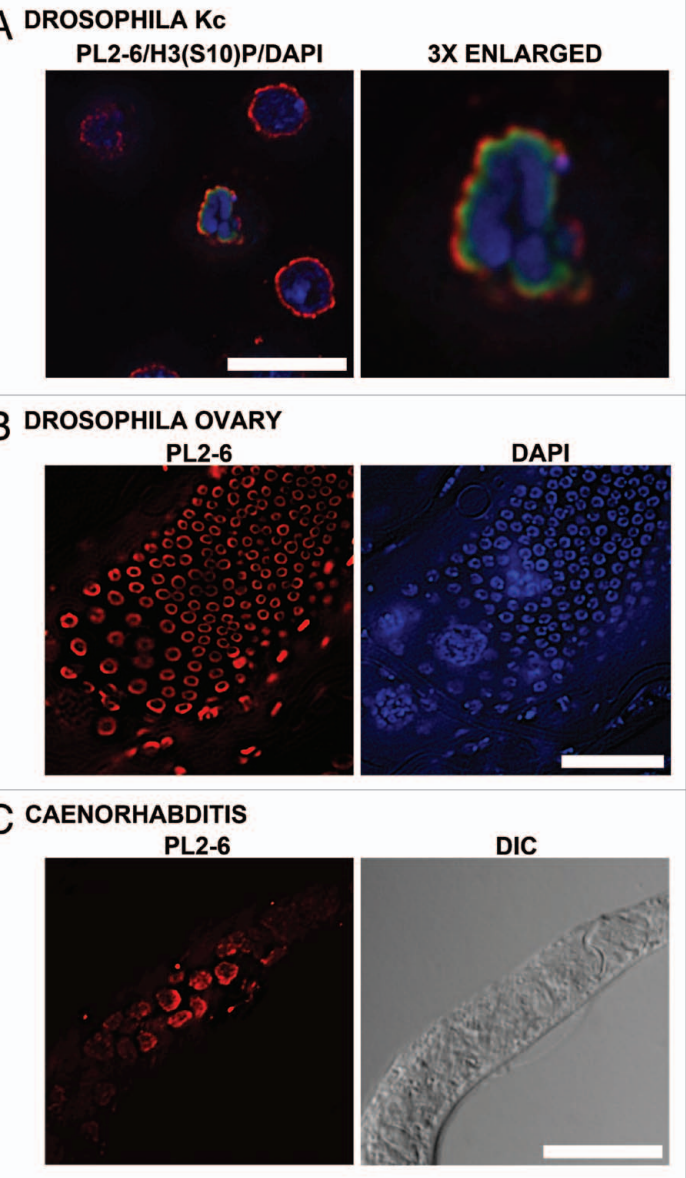 A DROSOPHILA Kc
PL2-6/H3(S10)P/DAPI 3X ENLARGED
B DROSOPHILA OVARY
PL2-6 DAPI
C CAENORHABDITIS
PL2-6 DIC